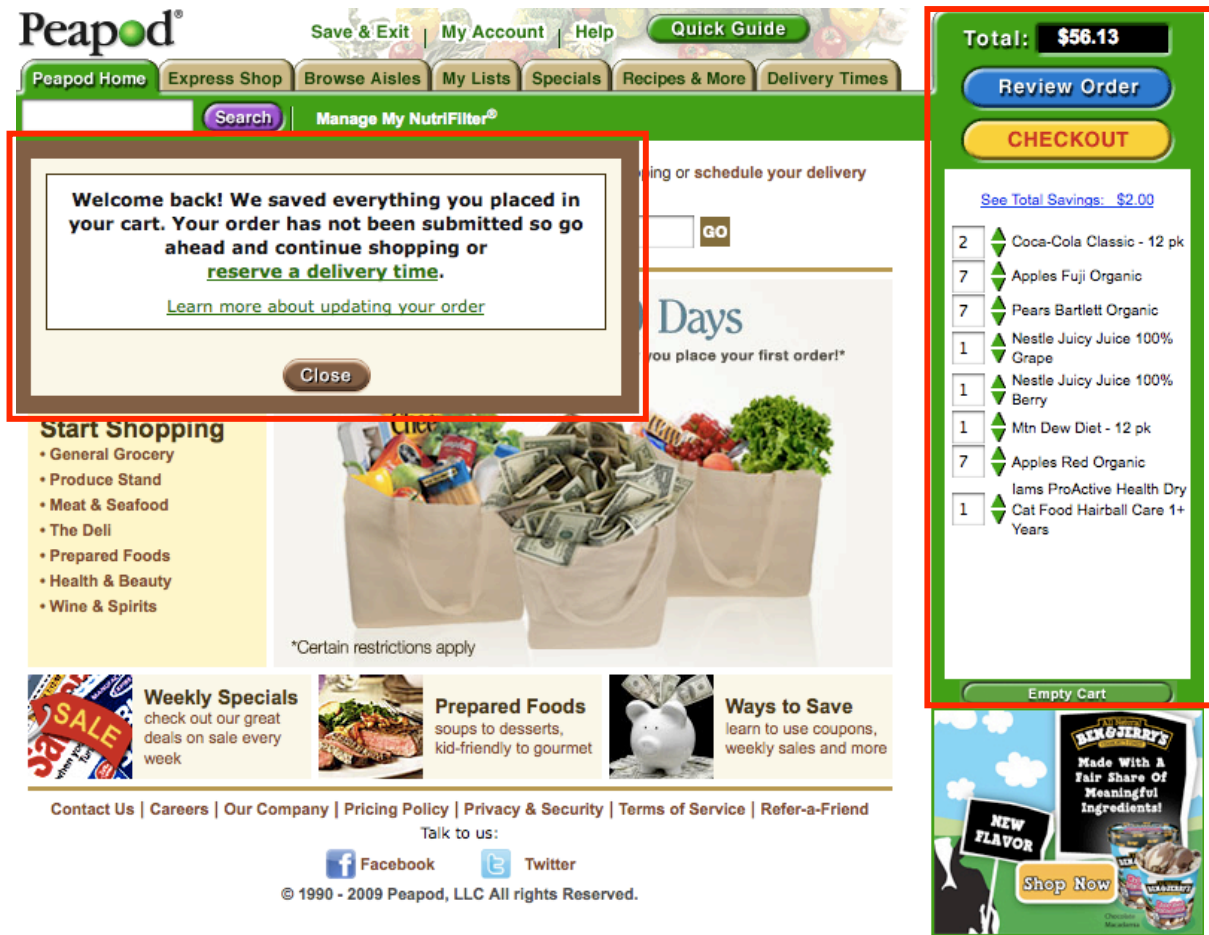 Peapod®
Save & Exit | My Account | Help
Quick Guide
Peapod Home
Express Shop
Browse Aisles
My Lists
Specials
Recipes & More
Delivery Times
Search
Manage My NutriFilter®
Welcome back! We saved everything you placed in
your cart. Your order has not been submitted so go
ahead and continue shopping or
reserve a delivery time.
Learn more about updating your order
Close
or schedule your delivery
GO
Days
you place your first order!*
Start Shopping
• General Grocery
• Produce Stand
• Meat & Seafood
• The Deli
• Prepared Foods
• Health & Beauty
• Wine & Spirits
*Certain restrictions apply
SALE
Weekly Specials
check out our great
deals on sale every
week
Prepared Foods
soups to desserts,
kid-friendly to gourmet
Ways to Save
learn to use coupons,
weekly sales and more
Contact Us | Careers | Our Company | Pricing Policy | Privacy & Security | Terms of Service | Refer-a-Friend
Talk to us:
Facebook
Twitter
© 1990 - 2009 Peapod, LLC All rights Reserved.
Total: $56.13
Review Order
CHECKOUT
See Total Savings: $2.00
2 Coca-Cola Classic - 12 pk
7 Apples Fuji Organic
7 Pears Bartlett Organic
1 Nestle Juicy Juice 100%
Grape
1 Nestle Juicy Juice 100%
Berry
1 Mtn Dew Diet - 12 pk
7 Apples Red Organic
1 Iams ProActive Health Dry
Cat Food Hairball Care 1+
Years
Empty Cart
All Natural
BEN & JERRY'S
Made With A
Fair Share Of
Meaningful
Ingredients!
NEW
FLAVOR
Shop Now
Chocolate
Macadamia